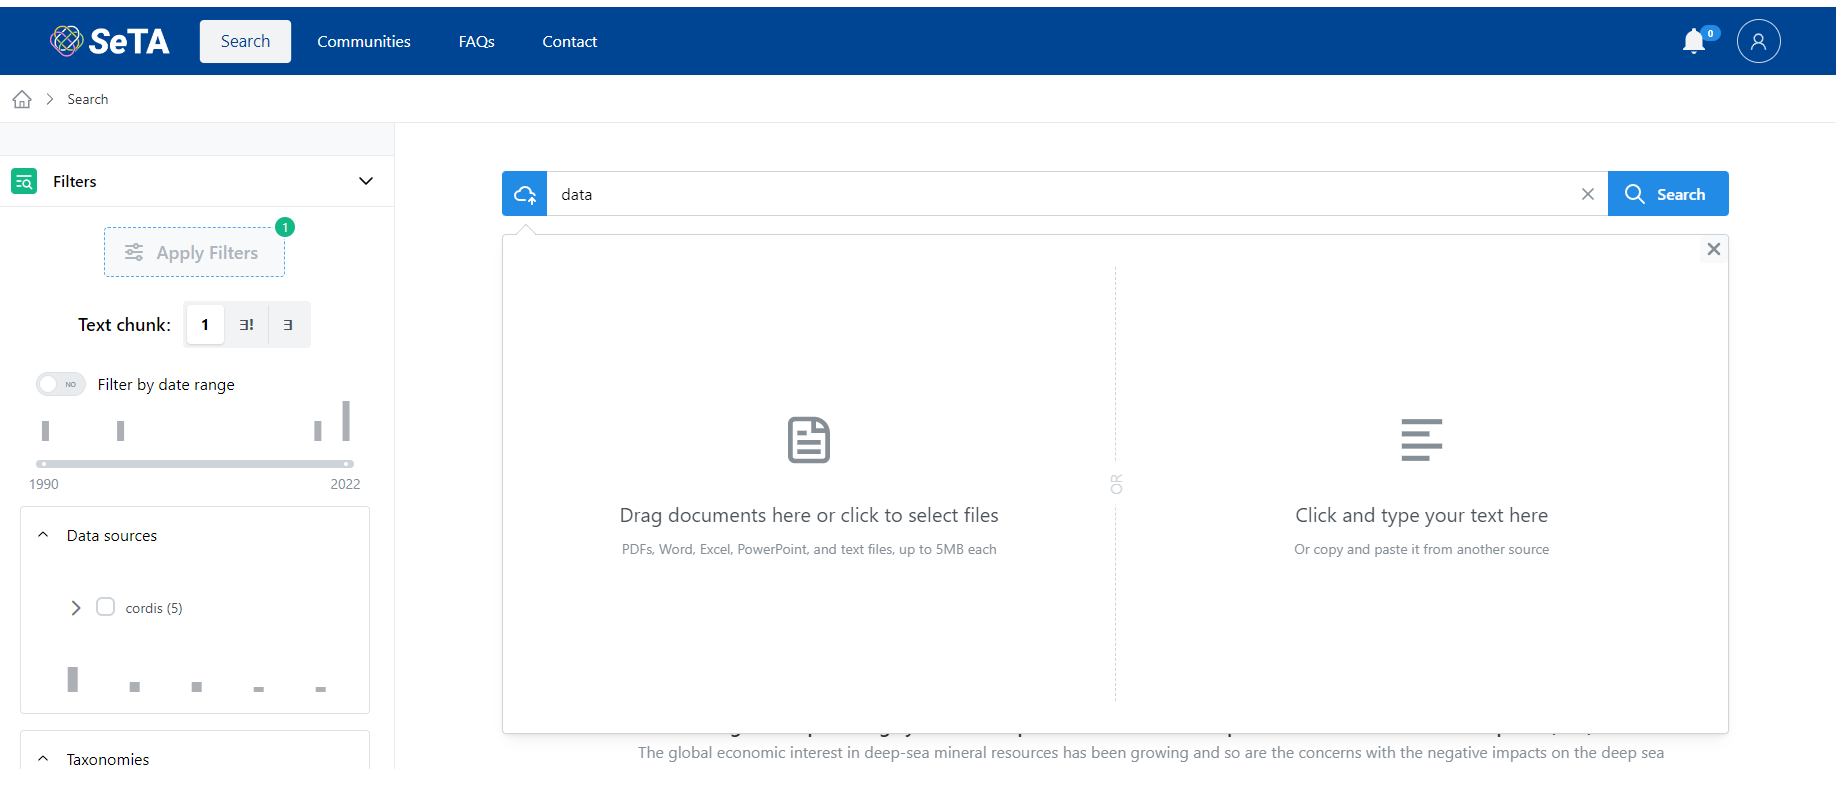 SeTA
Search
Communities
FAQs
Contact
0
Search
Filters
1
Apply Filters
Text chunk:
1
∃!
∃
NO
Filter by date range
1990
2022
Data sources
cordis (5)
Taxonomies
data
Search
Drag documents here or click to select files
PDFs, Word, Excel, PowerPoint, and text files, up to 5MB each
OR
Click and type your text here
Or copy and paste it from another source
The global economic interest in deep-sea mineral resources has been growing and so are the concerns with the negative impacts on the deep sea